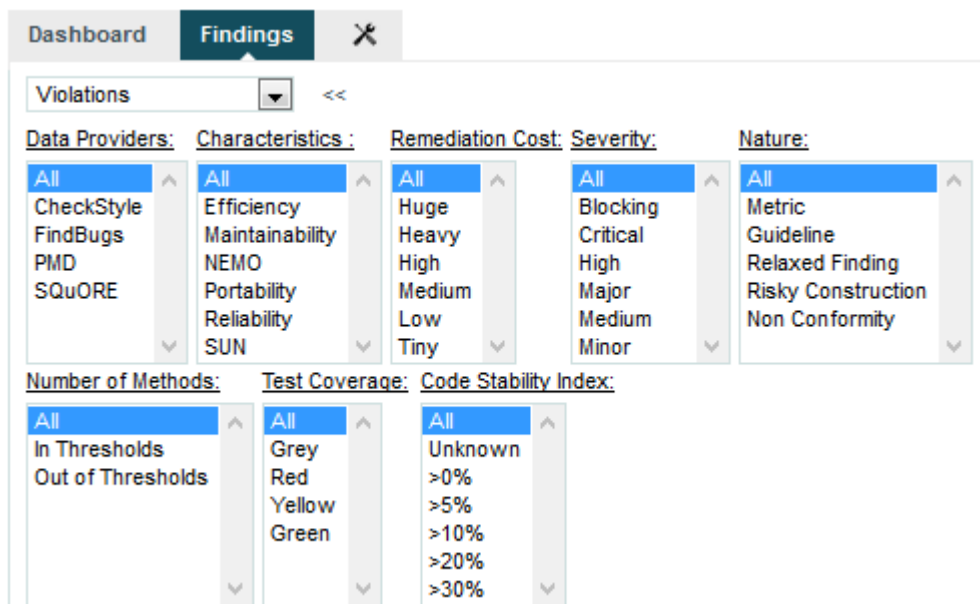 Dashboard Findings
Violations <<
Data Providers: Characteristics : Remediation Cost: Severity: Nature:
All All All All All
CheckStyle Efficiency Huge Blocking Metric
FindBugs Maintainability Heavy Critical Guideline
PMD NEMO High High Relaxed Finding
SQuORE Portability Medium Major Risky Construction
Reliability Low Medium Non Conformity
SUN Tiny Minor
Number of Methods: Test Coverage: Code Stability Index:
All All All
In Thresholds Grey Unknown
Out of Thresholds Red >0%
Yellow >5%
Green >10%
>20%
>30%